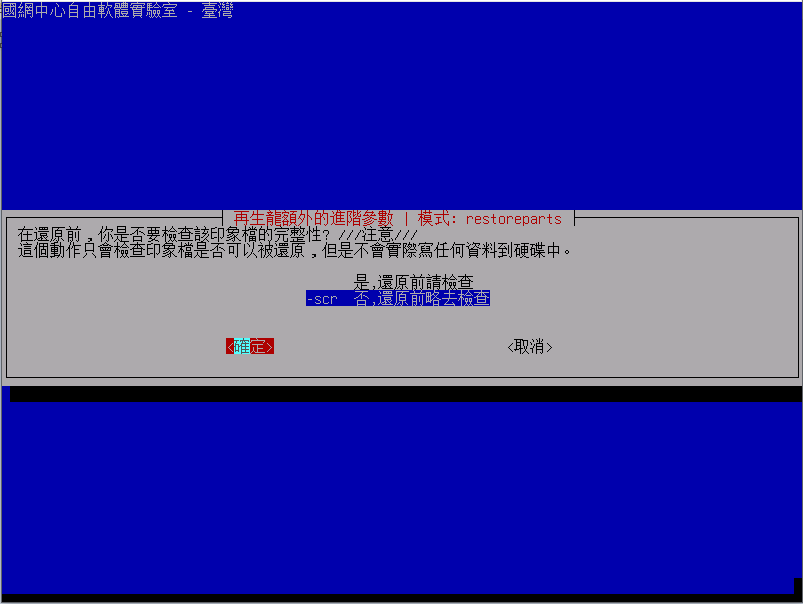 國網中心自由軟體實驗室 - 臺灣
再生龍額外的進階參數 | 模式: restoreparts
在還原前,你是否要檢查該印象檔的完整性? ///注意///
這個動作只會檢查印象檔是否可以被還原,但是不會實際寫任何資料到硬碟中。
是,還原前請檢查
-scr 否,還原前略去檢查
<確定> <取消>